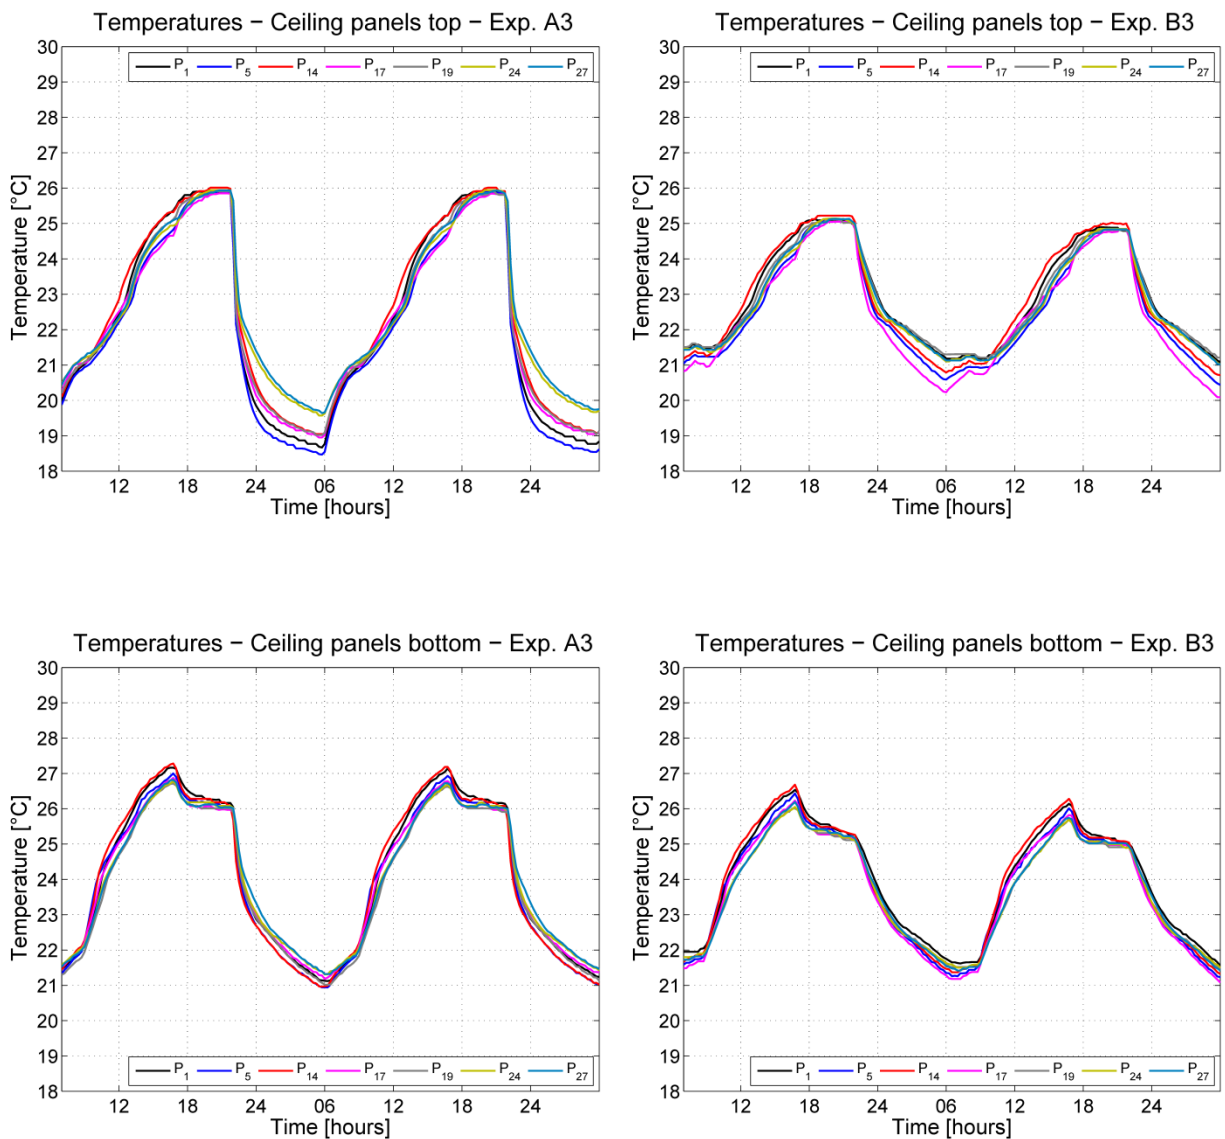 Temperatures − Ceiling panels top − Exp. A3
30
29
28
27
26
25
24
23
22
21
20
19
18
Temperature [°C]
P1 P5 P14 P17 P19 P24 P27
12 18 24 06 12 18 24
Time [hours]
Temperatures − Ceiling panels top − Exp. B3
30
29
28
27
26
25
24
23
22
21
20
19
18
Temperature [°C]
P1 P5 P14 P17 P19 P24 P27
12 18 24 06 12 18 24
Time [hours]
Temperatures − Ceiling panels bottom − Exp. A3
30
29
28
27
26
25
24
23
22
21
20
19
18
Temperature [°C]
P1 P5 P14 P17 P19 P24 P27
12 18 24 06 12 18 24
Time [hours]
Temperatures − Ceiling panels bottom − Exp. B3
30
29
28
27
26
25
24
23
22
21
20
19
18
Temperature [°C]
P1 P5 P14 P17 P19 P24 P27
12 18 24 06 12 18 24
Time [hours]